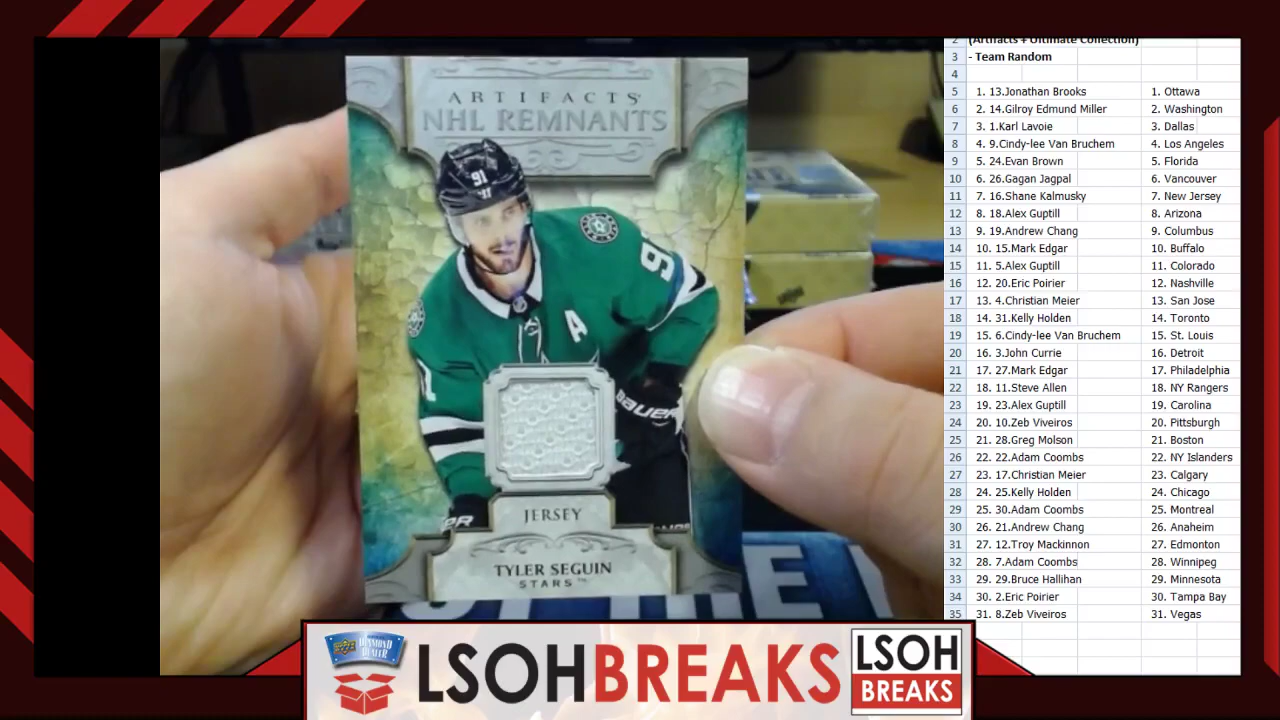 2 (Artifacts + Ultimate Collection)
3 - Team Random
4
5 1. 13.Jonathan Brooks 1. Ottawa
6 2. 14.Gilroy Edmund Miller 2. Washington
7 3. 1.Karl Lavoie 3. Dallas
8 4. 9.Cindy-lee Van Bruchem 4. Los Angeles
9 5. 24.Evan Brown 5. Florida
10 6. 26.Gagan Jagpal 6. Vancouver
11 7. 16.Shane Kalmusky 7. New Jersey
12 8. 18.Alex Guptill 8. Arizona
13 9. 19.Andrew Chang 9. Columbus
14 10. 15.Mark Edgar 10. Buffalo
15 11. 5.Alex Guptill 11. Colorado
16 12. 20.Eric Poirier 12. Nashville
17 13. 4.Christian Meier 13. San Jose
18 14. 31.Kelly Holden 14. Toronto
19 15. 6.Cindy-lee Van Bruchem 15. St. Louis
20 16. 3.John Currie 16. Detroit
21 17. 27.Mark Edgar 17. Philadelphia
22 18. 11.Steve Allen 18. NY Rangers
23 19. 23.Alex Guptill 19. Carolina
24 20. 10.Zeb Viveiros 20. Pittsburgh
25 21. 28.Greg Molson 21. Boston
26 22. 22.Adam Coombs 22. NY Islanders
27 23. 17.Christian Meier 23. Calgary
28 24. 25.Kelly Holden 24. Chicago
29 25. 30.Adam Coombs 25. Montreal
30 26. 21.Andrew Chang 26. Anaheim
31 27. 12.Troy Mackinnon 27. Edmonton
32 28. 7.Adam Coombs 28. Winnipeg
33 29. 29.Bruce Hallihan 29. Minnesota
34 30. 2.Eric Poirier 30. Tampa Bay
35 31. 8.Zeb Viveiros 31. Vegas
ARTIFACTS
NHL REMNANTS
91
91
A
BAUER
JERSEY
TYLER SEGUIN
STARS
OF THE
UPPER DECK
DIAMOND
DEALER
LSOHBREAKS
LSOH
BREAKS